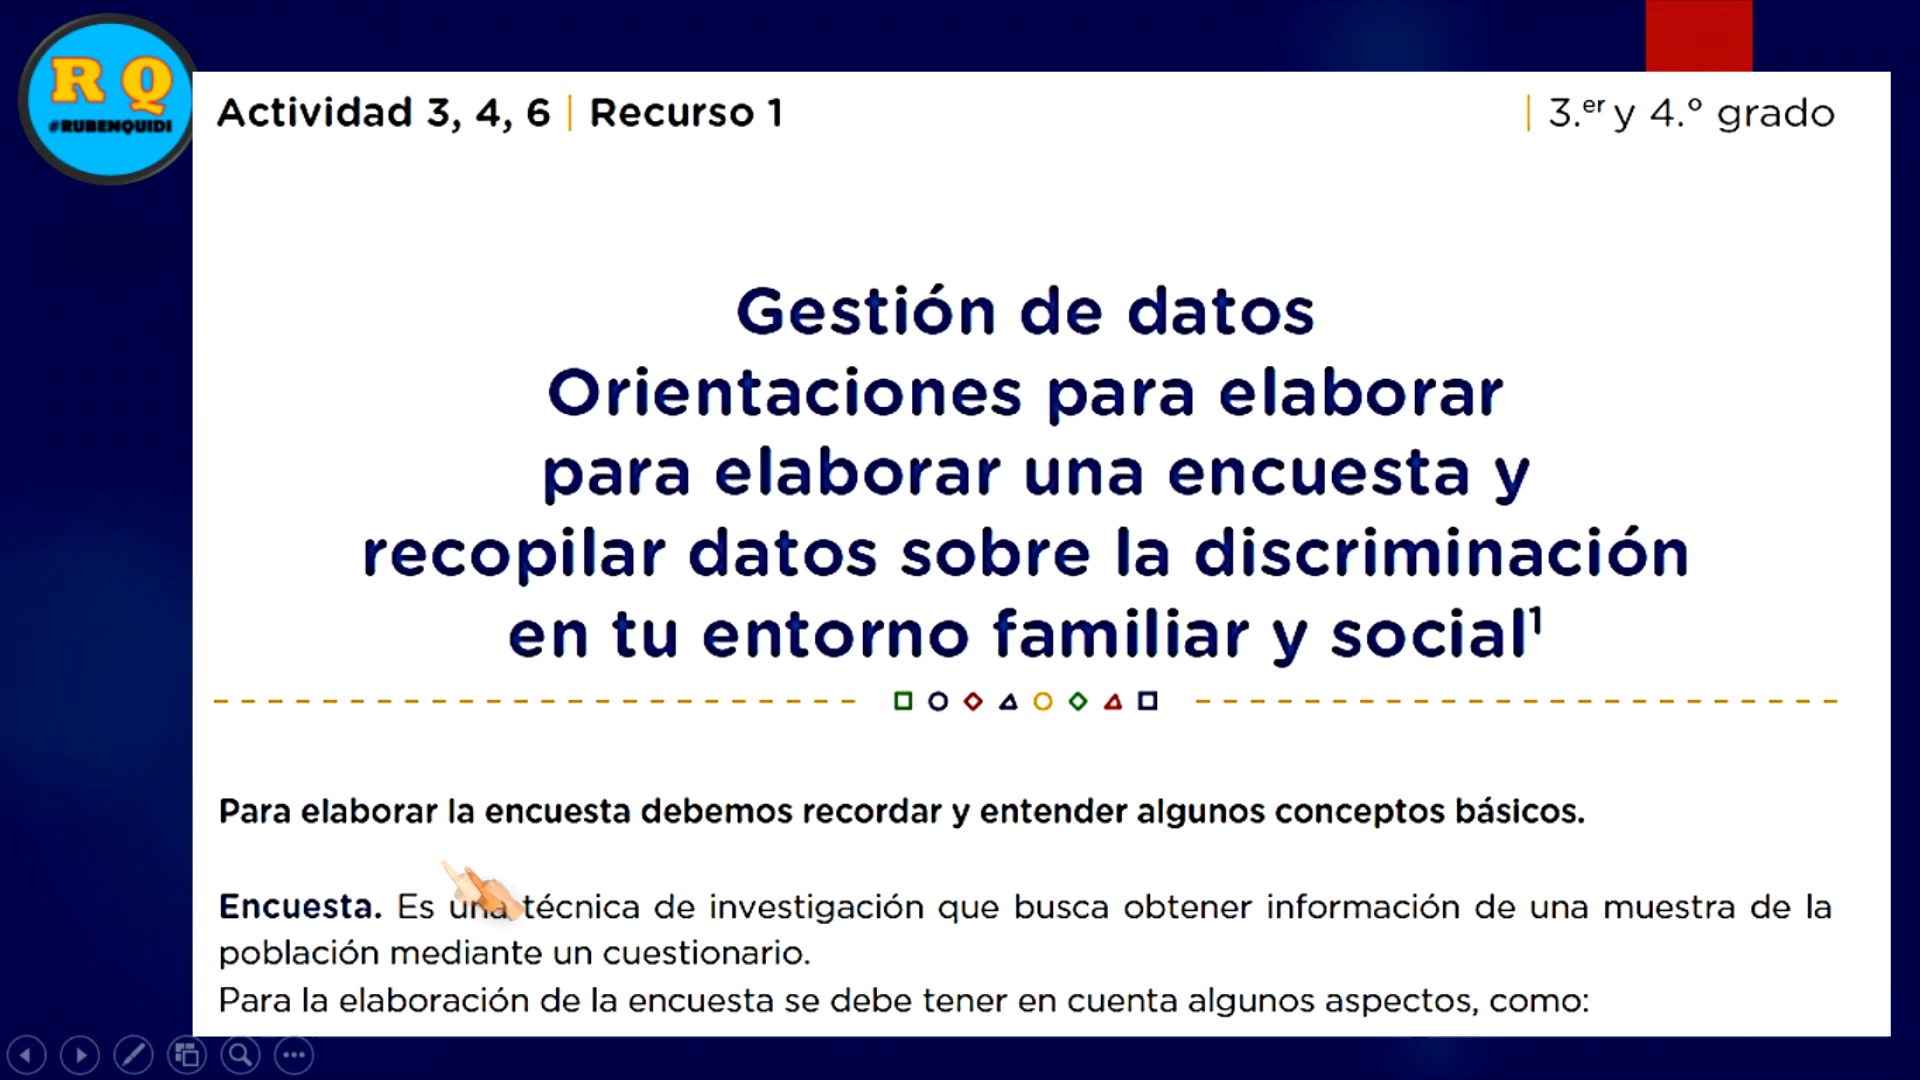 R Q
#RUBENQUIDI
Actividad 3, 4, 6 | Recurso 1
| 3.er y 4.º grado
Gestión de datos
Orientaciones para elaborar
para elaborar una encuesta y
recopilar datos sobre la discriminación
en tu entorno familiar y social¹
Para elaborar la encuesta debemos recordar y entender algunos conceptos básicos.
Encuesta. Es una técnica de investigación que busca obtener información de una muestra de la
población mediante un cuestionario.
Para la elaboración de la encuesta se debe tener en cuenta algunos aspectos, como: